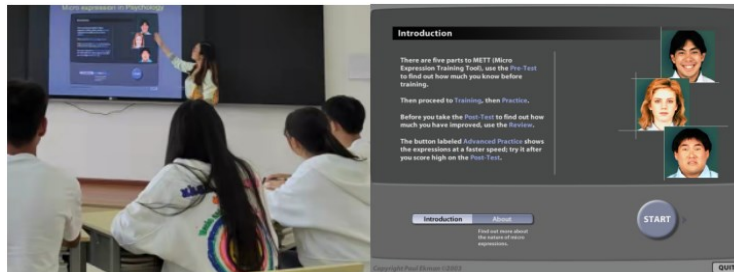 Micro expression in Psychology
Introduction
There are five parts to METT (Micro
Expression Training Tool), use the Pre-Test
to find out how much you know before
training.
Then proceed to Training, then Practice.
Before you take the Post-Test to find out how
much you have improved, use the Review.
The button labeled Advanced Practice shows
the expressions at a faster speed; try it after
you score high on the Post-Test.
Introduction
About
Find out more about
the nature of micro
expressions.
START
Copyright Paul Ekman ©2003
QUIT